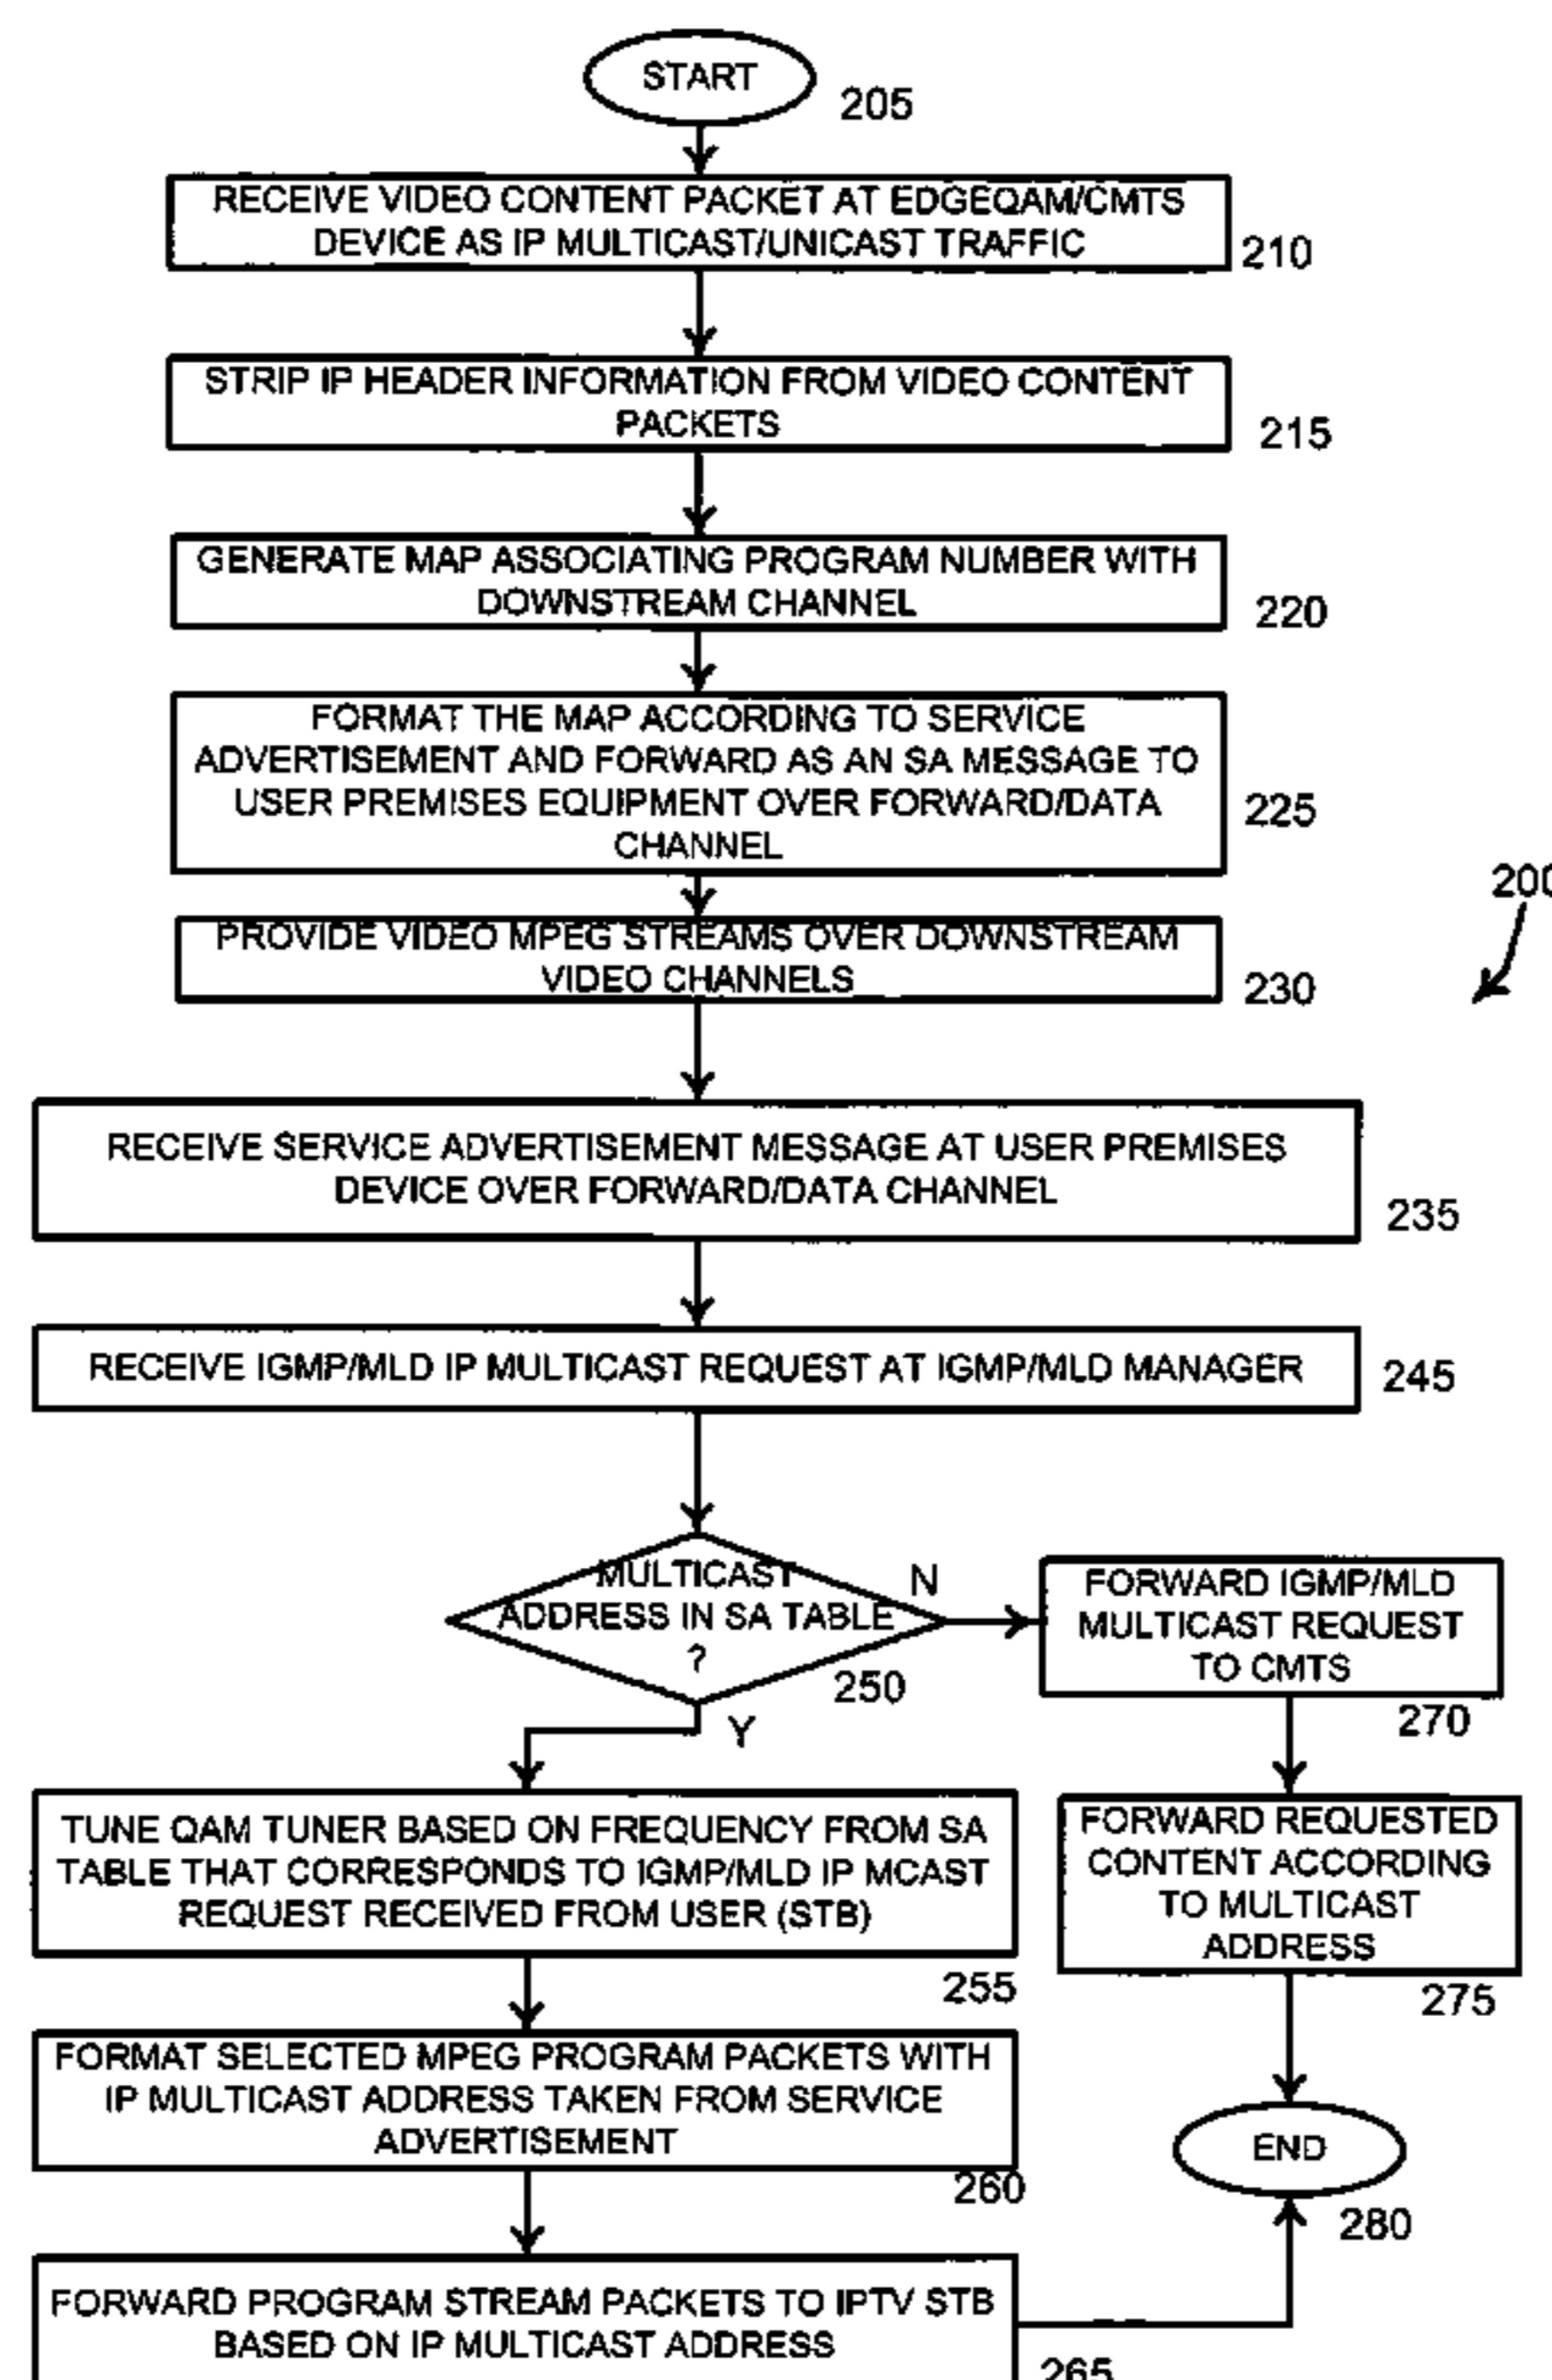 START
205
RECEIVE VIDEO CONTENT PACKET AT EDGEQAM/CMTS
DEVICE AS IP MULTICAST/UNICAST TRAFFIC
210
STRIP IP HEADER INFORMATION FROM VIDEO CONTENT
PACKETS
215
GENERATE MAP ASSOCIATING PROGRAM NUMBER WITH
DOWNSTREAM CHANNEL
220
FORMAT THE MAP ACCORDING TO SERVICE
ADVERTISEMENT AND FORWARD AS AN SA MESSAGE TO
USER PREMISES EQUIPMENT OVER FORWARD/DATA
CHANNEL
225
200
PROVIDE VIDEO MPEG STREAMS OVER DOWNSTREAM
VIDEO CHANNELS
230
RECEIVE SERVICE ADVERTISEMENT MESSAGE AT USER PREMISES
DEVICE OVER FORWARD/DATA CHANNEL
235
RECEIVE IGMP/MLD IP MULTICAST REQUEST AT IGMP/MLD MANAGER
245
MULTICAST
ADDRESS IN SA TABLE
?
250
N
Y
FORWARD IGMP/MLD
MULTICAST REQUEST
TO CMTS
270
TUNE QAM TUNER BASED ON FREQUENCY FROM SA
TABLE THAT CORRESPONDS TO IGMP/MLD IP MCAST
REQUEST RECEIVED FROM USER (STB)
255
FORWARD REQUESTED
CONTENT ACCORDING
TO MULTICAST
ADDRESS
275
FORMAT SELECTED MPEG PROGRAM PACKETS WITH
IP MULTICAST ADDRESS TAKEN FROM SERVICE
ADVERTISEMENT
260
END
280
FORWARD PROGRAM STREAM PACKETS TO IPTV STB
BASED ON IP MULTICAST ADDRESS
265